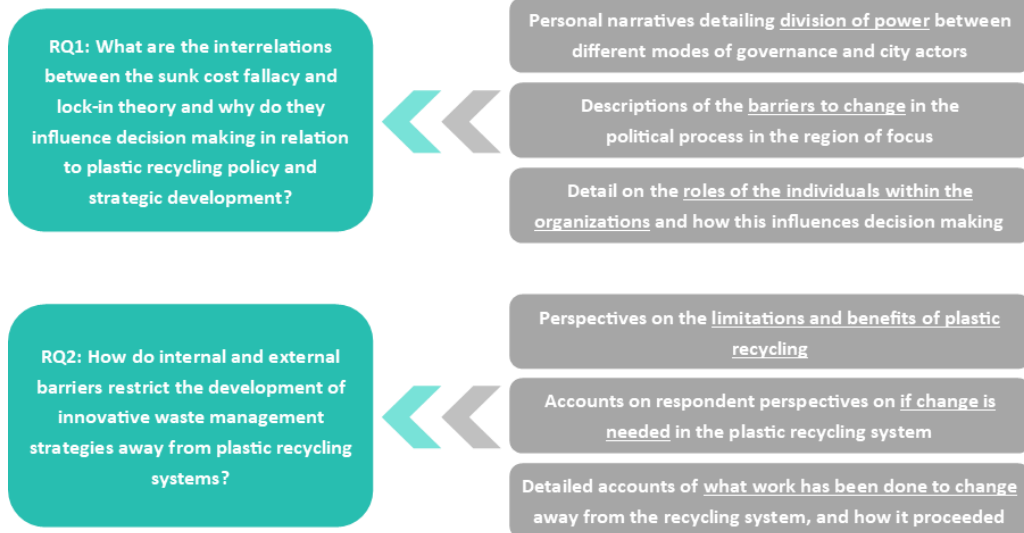 RQ1: What are the interrelations
between the sunk cost fallacy and
lock-in theory and why do they
influence decision making in relation
to plastic recycling policy and
strategic development?
Personal narratives detailing division of power between
different modes of governance and city actors
Descriptions of the barriers to change in the
political process in the region of focus
Detail on the roles of the individuals within the
organizations and how this influences decision making
RQ2: How do internal and external
barriers restrict the development of
innovative waste management
strategies away from plastic recycling
systems?
Perspectives on the limitations and benefits of plastic
recycling
Accounts on respondent perspectives on if change is
needed in the plastic recycling system
Detailed accounts of what work has been done to change
away from the recycling system, and how it proceeded